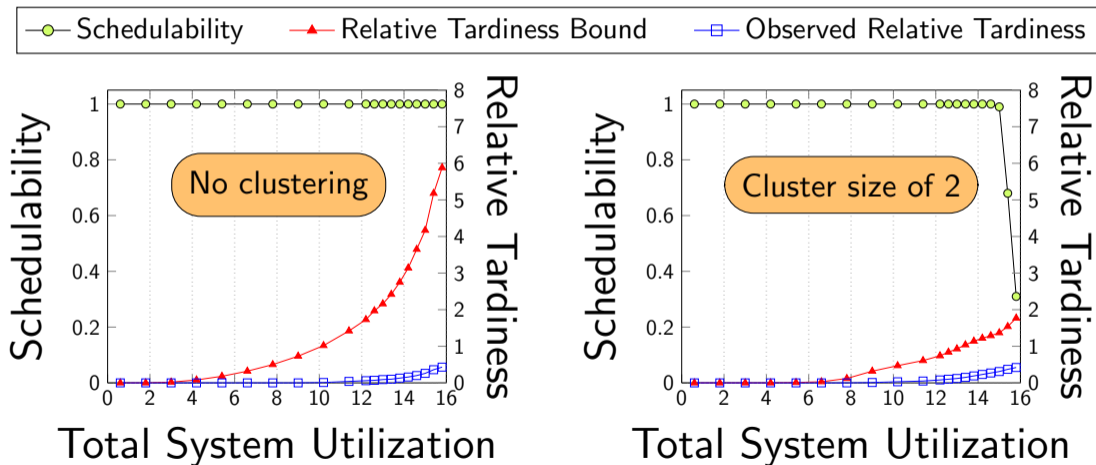 Schedulability Relative Tardiness Bound Observed Relative Tardiness
No clustering
Schedulability
Relative Tardiness
0 0.2 0.4 0.6 0.8 1
0 1 2 3 4 5 6 7 8
0 2 4 6 8 10 12 14 16
Total System Utilization
Cluster size of 2
Schedulability
Relative Tardiness
0 0.2 0.4 0.6 0.8 1
0 1 2 3 4 5 6 7 8
0 2 4 6 8 10 12 14 16
Total System Utilization